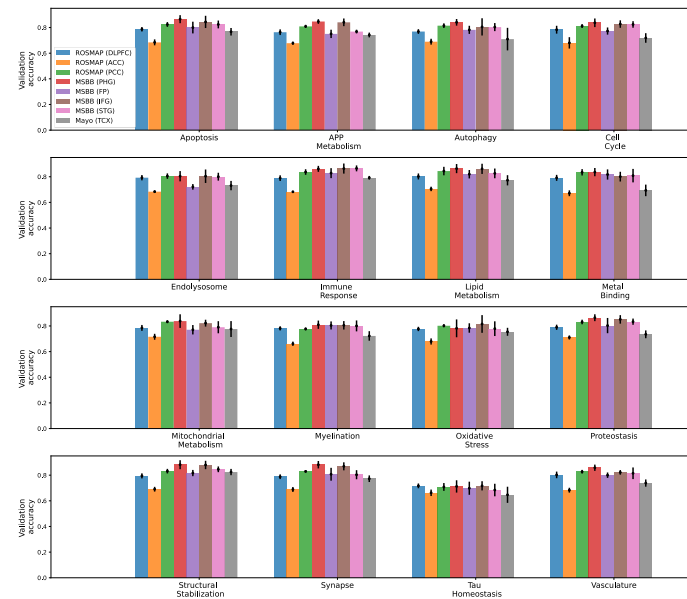 Validation
accuracy
0.8
0.6
0.4
0.2
0.0
ROSMAP (DLPFC)
ROSMAP (ACC)
ROSMAP (PCC)
MSBB (PHG)
MSBB (FP)
MSBB (IFG)
MSBB (STG)
Mayo (TCX)
Apoptosis
APP
Metabolism
Autophagy
Cell
Cycle
Validation
accuracy
0.8
0.6
0.4
0.2
0.0
Endolysosome
Immune
Response
Lipid
Metabolism
Metal
Binding
Validation
accuracy
0.8
0.6
0.4
0.2
0.0
Mitochondrial
Metabolism
Myelination
Oxidative
Stress
Proteostasis
Validation
accuracy
0.8
0.6
0.4
0.2
0.0
Structural
Stabilization
Synapse
Tau
Homeostasis
Vasculature